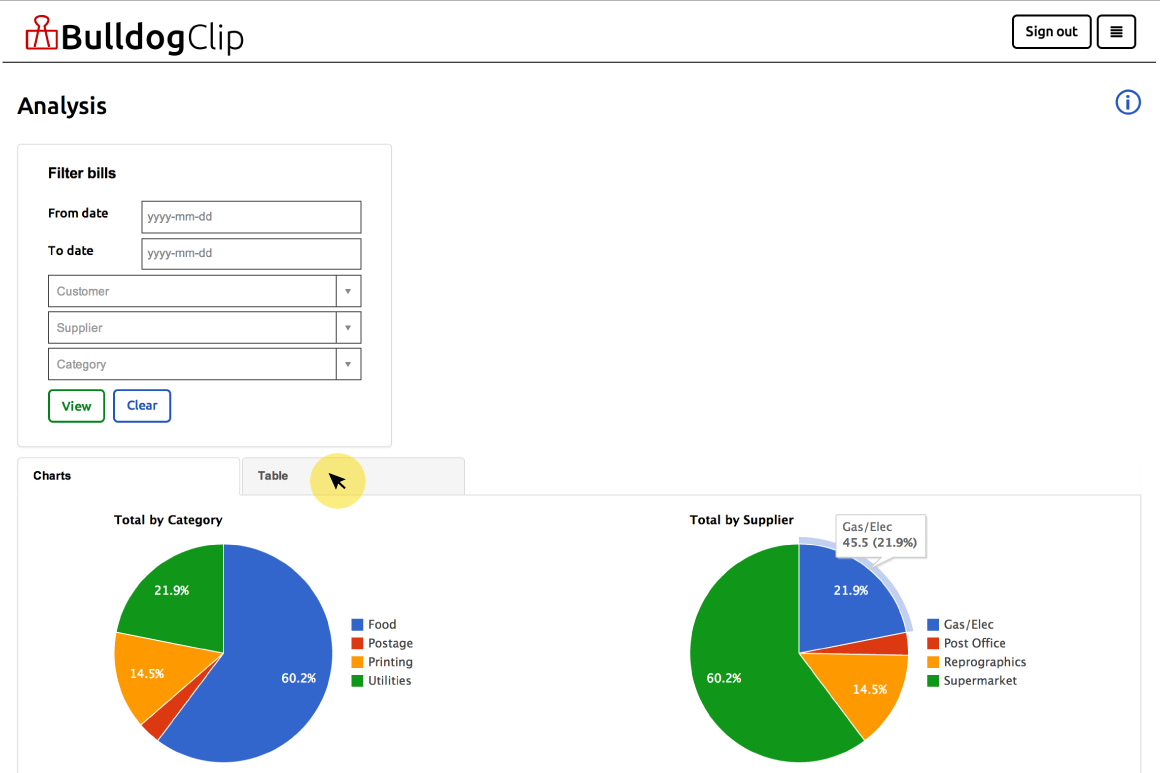 BulldogClip
Sign out
Analysis
Filter bills
From date
yyyy-mm-dd
To date
yyyy-mm-dd
Customer
Supplier
Category
View
Clear
Charts
Table
Total by Category
21.9%
14.5%
60.2%
Food
Postage
Printing
Utilities
Total by Supplier
Gas/Elec
45.5 (21.9%)
21.9%
60.2%
14.5%
Gas/Elec
Post Office
Reprographics
Supermarket